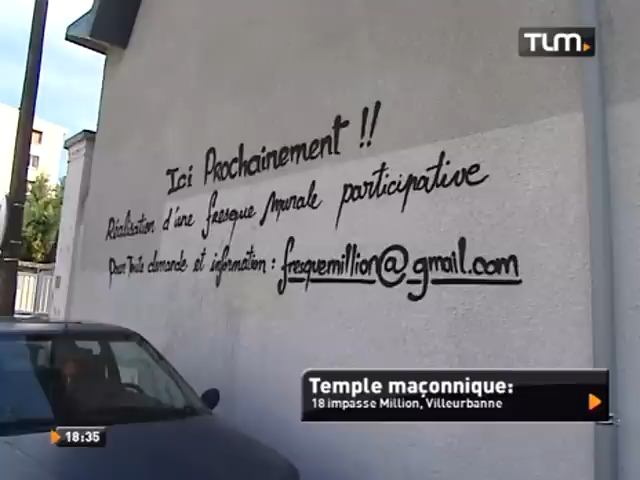 TLM
Ici Prochainement !!
Réalisation d'une fresque Murale participative
Pour Toute demande et information : fresquemillion@gmail.com
Temple maçonnique:
18 impasse Million, Villeurbanne
18:35